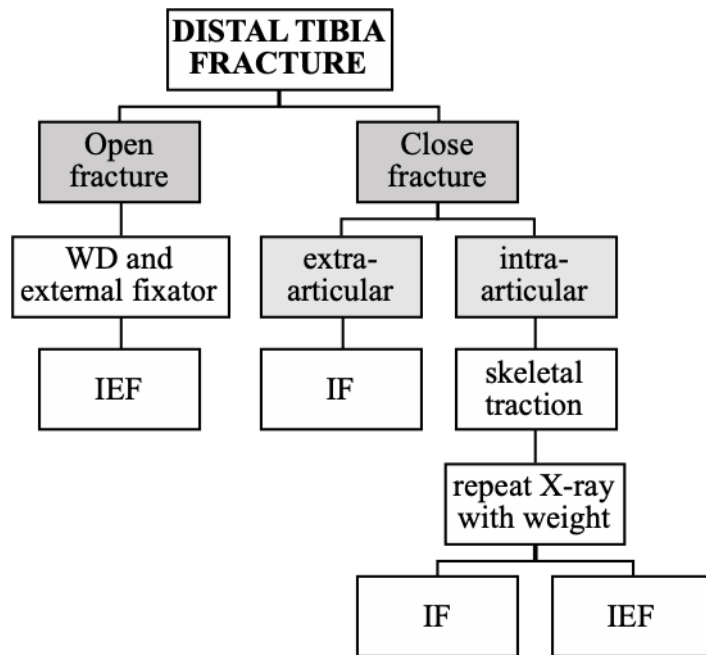 DISTAL TIBIA
FRACTURE
Open
fracture
Close
fracture
WD and
external fixator
extra-
articular
intra-
articular
IEF
IF
skeletal
traction
repeat X-ray
with weight
IF
IEF